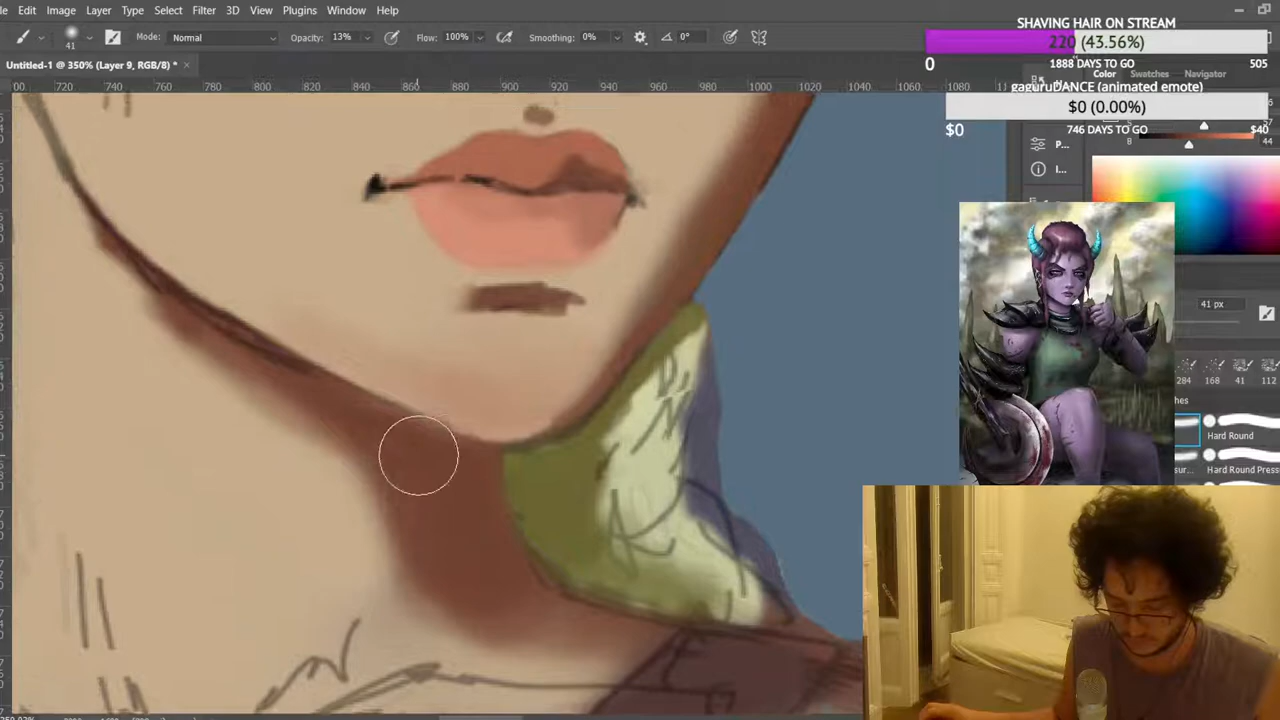 Edit Image Layer Type Select Filter 3D View Plugins Window Help
SHAVING HAIR ON STREAM
220 (43.56%)
0 1888 DAYS TO GO 505
41 Mode: Normal Opacity: 13% Flow: 100% Smoothing: 0% 0°
Untitled-1 @ 350% (Layer 9, RGB/8) * ×
Color Swatches Navigator
gaguruDANCE (animated emote)
$0 (0.00%)
$0 746 DAYS TO GO $40
720 740 760 780 800 820 840 860 880 900 920 940 960 980 1000 1020 1040 1060 1080
P...
I...
41 px
284 168 41 112
Hard Round
Hard Round Press